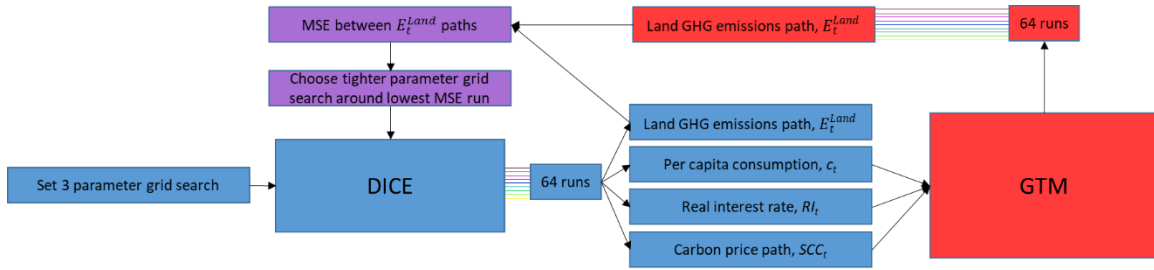 MSE between $E_t^{Land}$ paths
Land GHG emissions path, $E_t^{Land}$
64 runs
Choose tighter parameter grid
search around lowest MSE run
Set 3 parameter grid search
DICE
64 runs
Land GHG emissions path, $E_t^{Land}$
Per capita consumption, $c_t$
Real interest rate, $RI_t$
Carbon price path, $SCC_t$
GTM